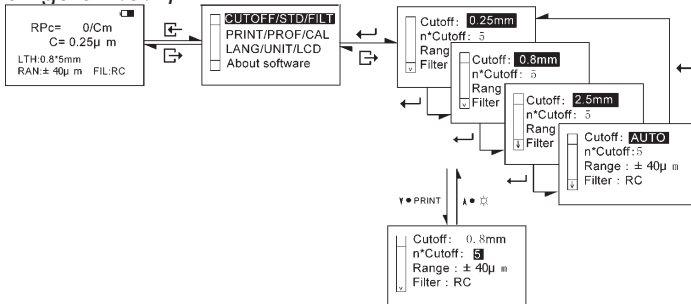 RPc= 0/Cm
C= 0.25µ m
LTH:0.8*5mm
RAN:± 40µ m FIL:RC
CUTOFF/STD/FILT
PRINT/PROF/CAL
LANG/UNIT/LCD
About software
Cutoff: 0.25mm
n*Cutoff: 5
Rang
Filter
Cutoff: 0.8mm
n*Cutoff: 5
Rang
Filter
Cutoff: 2.5mm
n*Cutoff: 5
Rang
Filter
Cutoff: AUTO
n*Cutoff:5
Range : ± 40µ m
Filter : RC
PRINT
Cutoff: 0.8mm
n*Cutoff: 5
Range : ± 40µ m
Filter : RC